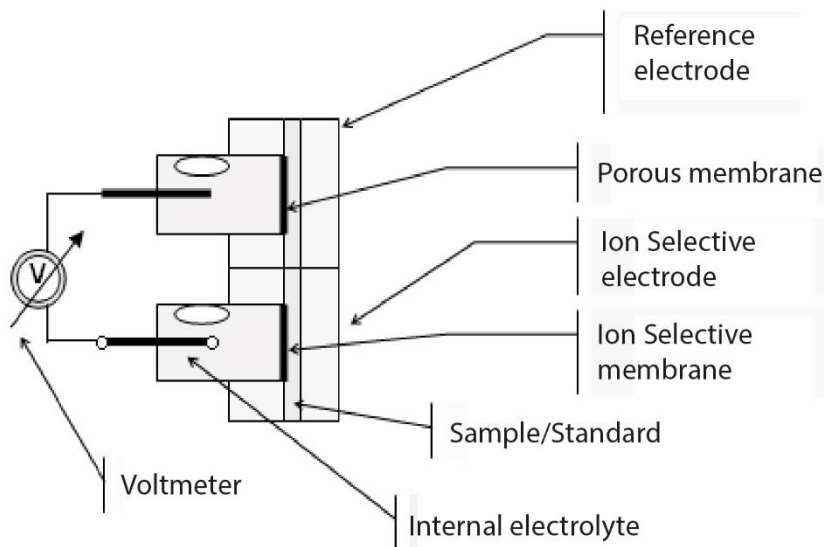 Reference
electrode
Porous membrane
Ion Selective
electrode
Ion Selective
membrane
V
Sample/Standard
Voltmeter
Internal electrolyte